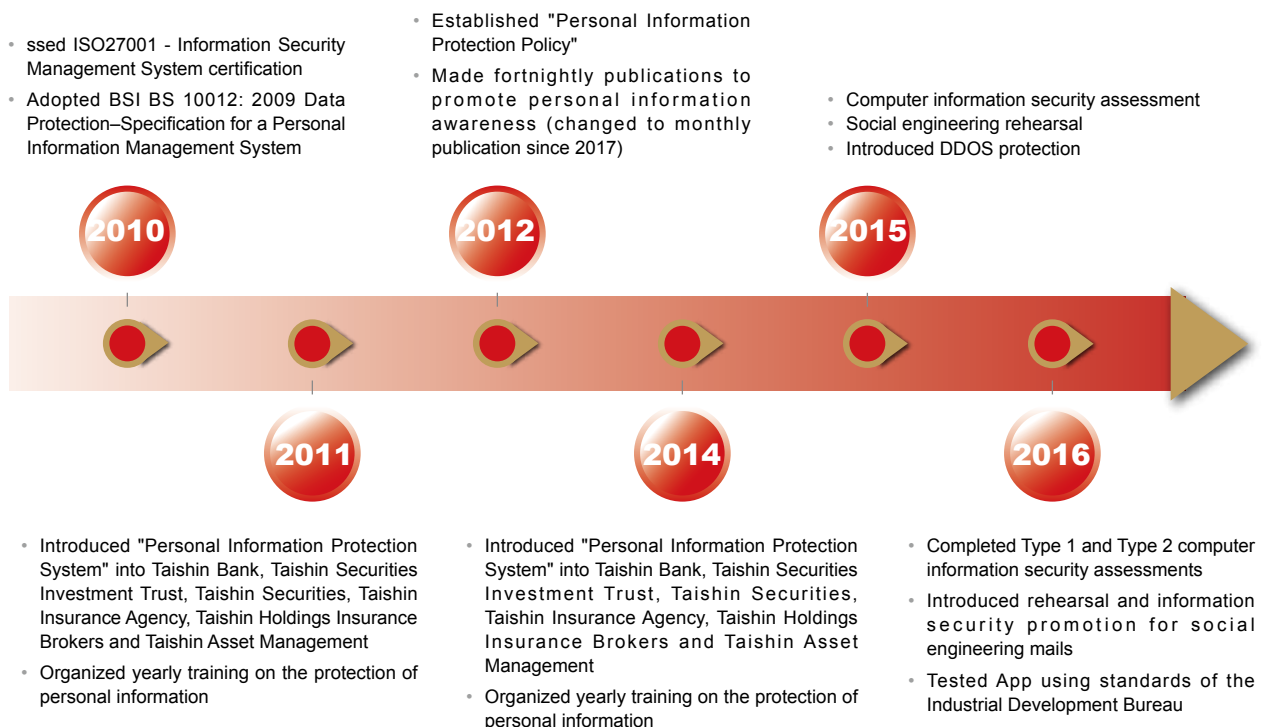 • ssed ISO27001 - Information Security
Management System certification
• Adopted BSI BS 10012: 2009 Data
Protection–Specification for a Personal
Information Management System
• Established "Personal Information
Protection Policy"
• Made fortnightly publications to
promote personal information
awareness (changed to monthly
publication since 2017)
• Computer information security assessment
• Social engineering rehearsal
• Introduced DDOS protection
2010
2012
2015
2011
2014
2016
• Introduced "Personal Information Protection
System" into Taishin Bank, Taishin Securities
Investment Trust, Taishin Securities, Taishin
Insurance Agency, Taishin Holdings Insurance
Brokers and Taishin Asset Management
• Organized yearly training on the protection of
personal information
• Introduced "Personal Information Protection
System" into Taishin Bank, Taishin Securities
Investment Trust, Taishin Securities,
Taishin Insurance Agency, Taishin Holdings
Insurance Brokers and Taishin Asset
Management
• Organized yearly training on the protection of
personal information
• Completed Type 1 and Type 2 computer
information security assessments
• Introduced rehearsal and information
security promotion for social
engineering mails
• Tested App using standards of the
Industrial Development Bureau